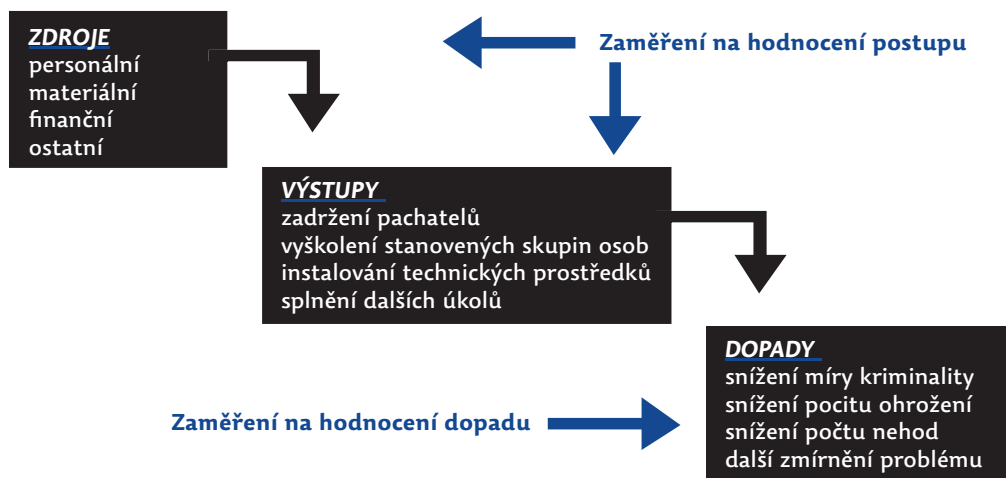 ZDROJE
personální
materiální
finanční
ostatní
Zaměření na hodnocení postupu
VÝSTUPY
zadržení pachatelů
vyškolení stanovených skupin osob
instalování technických prostředků
splnění dalších úkolů
Zaměření na hodnocení dopadu
DOPADY
snížení míry kriminality
snížení pocitu ohrožení
snížení počtu nehod
další zmírnění problému